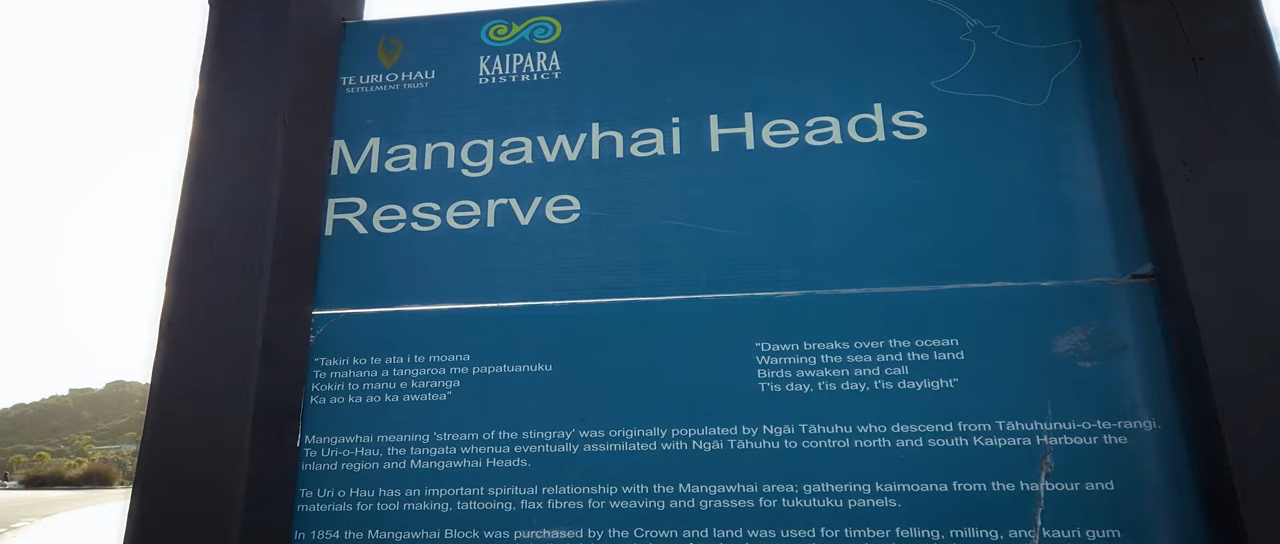 TE URI O HAU
SETTLEMENT TRUST
KAIPARA
DISTRICT
Mangawhai Heads
Reserve
"Takiri ko te ata i te moana
Te mahana a tangaroa me papatuanuku
Kokiri to manu e karanga
Ka ao ka ao ka awatea"
"Dawn breaks over the ocean
Warming the sea and the land
Birds awaken and call
T'is day, t'is day, t'is daylight"
Mangawhai meaning 'stream of the stingray' was originally populated by Ngāi Tāhuhu who descend from Tāhuhunui-o-te-rangi.
Te Uri-o-Hau, the tangata whenua eventually assimilated with Ngāi Tāhuhu to control north and south Kaipara Harbour the
inland region and Mangawhai Heads.
Te Uri o Hau has an important spiritual relationship with the Mangawhai area; gathering kaimoana from the harbour and
materials for tool making, tattooing, flax fibres for weaving and grasses for tukutuku panels.
In 1854 the Mangawhai Block was purchased by the Crown and land was used for timber felling, milling, and kauri gum